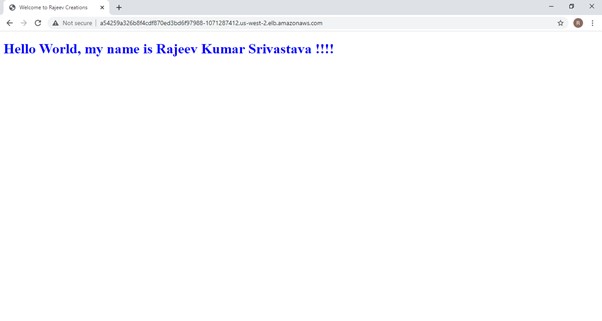 Welcome to Rajeev Creations
Not secure | a54259a326b8f4cdf870ed3bd6f97988-1071287412.us-west-2.elb.amazonaws.com
R
Hello World, my name is Rajeev Kumar Srivastava !!!!